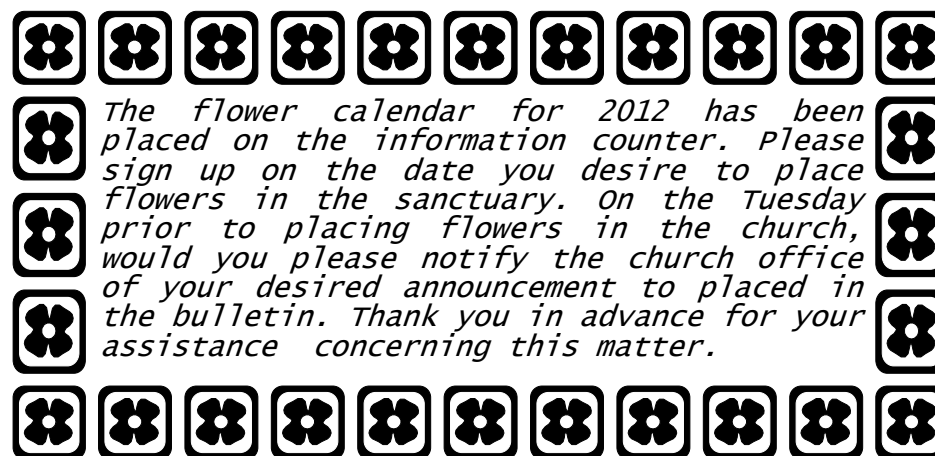 The flower calendar for 2012 has been
placed on the information counter. Please
sign up on the date you desire to place
flowers in the sanctuary. On the Tuesday
prior to placing flowers in the church,
would you please notify the church office
of your desired announcement to placed in
the bulletin. Thank you in advance for your
assistance  concerning this matter.